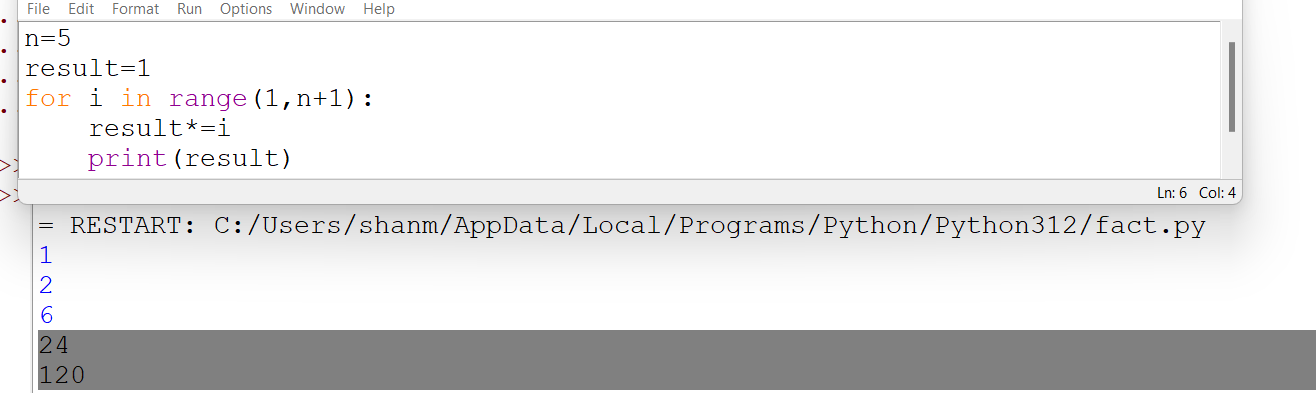 File Edit Format Run Options Window Help
n=5
result=1
for i in range(1,n+1):
    result*=i
    print(result)
Ln: 6 Col: 4
>>
>>
= RESTART: C:/Users/shanm/AppData/Local/Programs/Python/Python312/fact.py
1
2
6
24
120